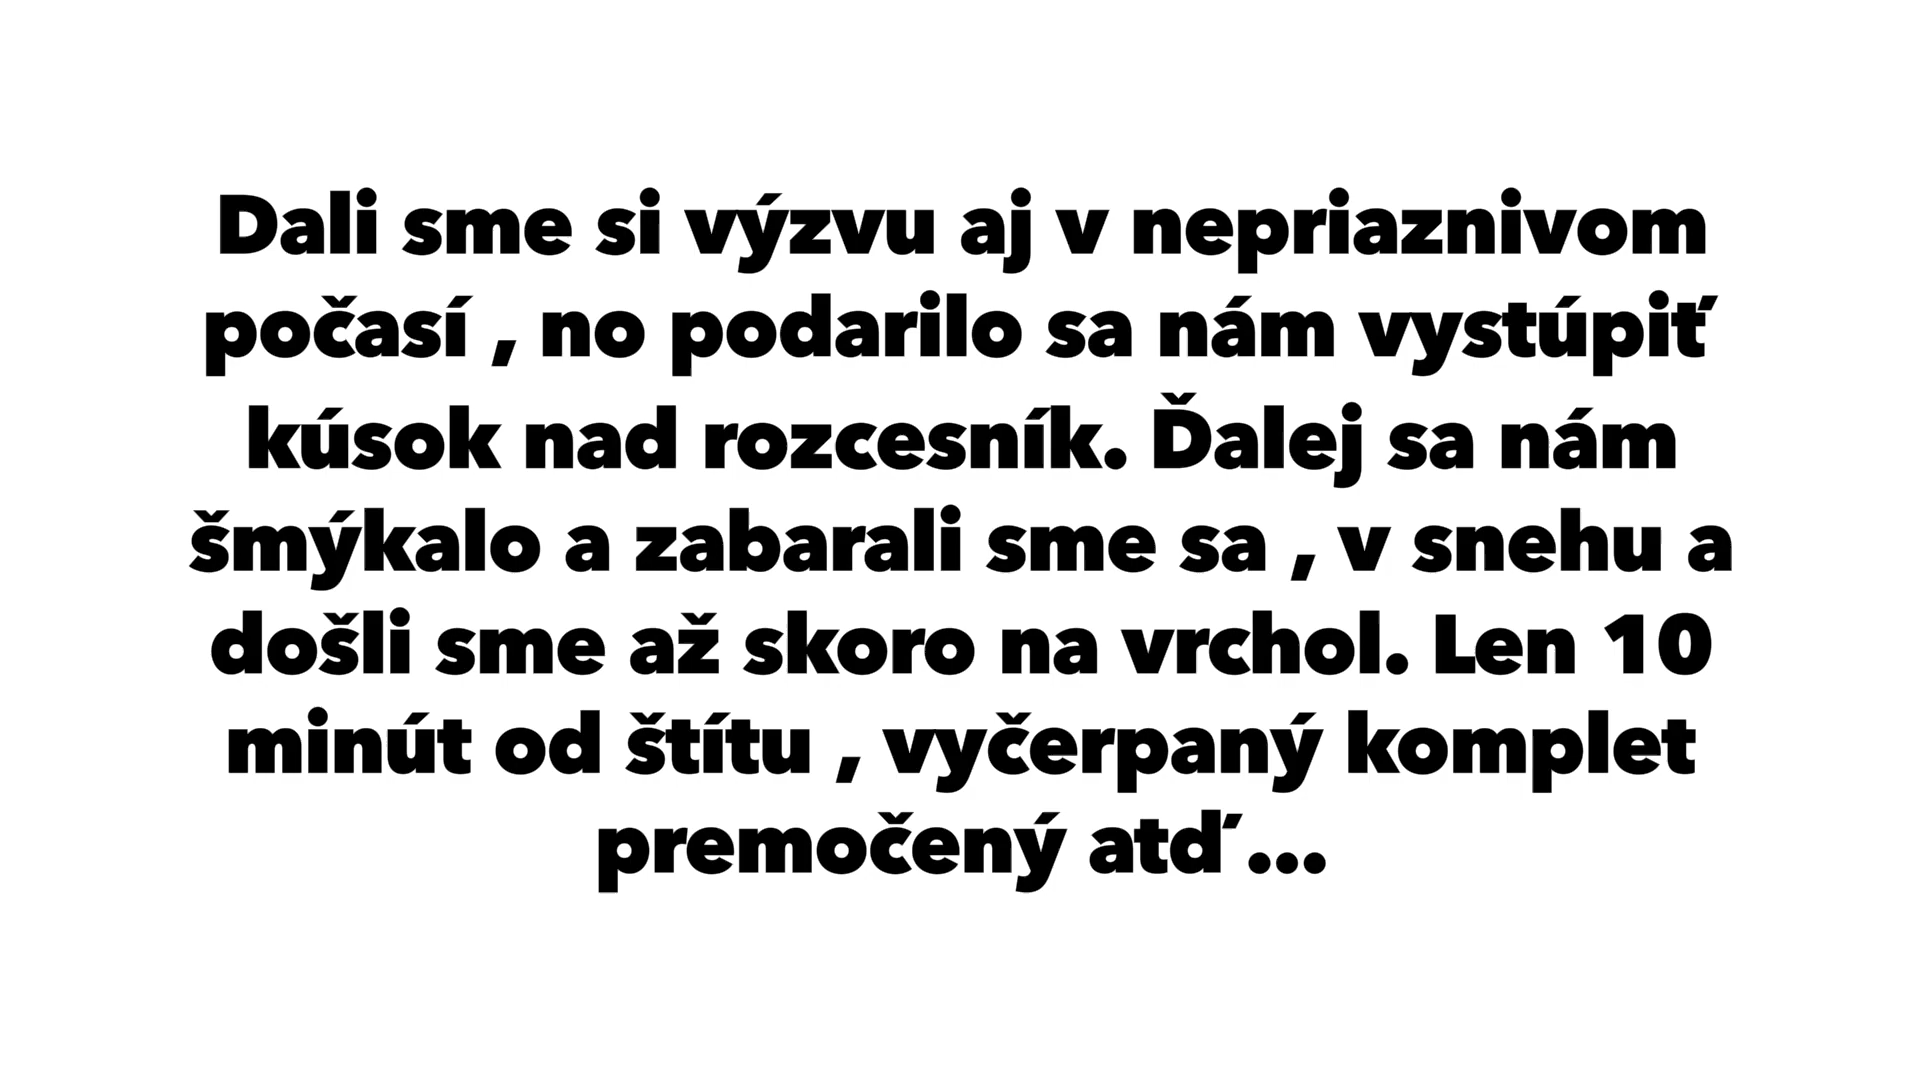 Dali sme si výzvu aj v nepriaznivom
počasí , no podarilo sa nám vystúpiť
kúsok nad rozcesník. Ďalej sa nám
šmýkalo a zabarali sme sa , v snehu a
došli sme až skoro na vrchol. Len 10
minút od štítu , vyčerpaný komplet
premočený atď...